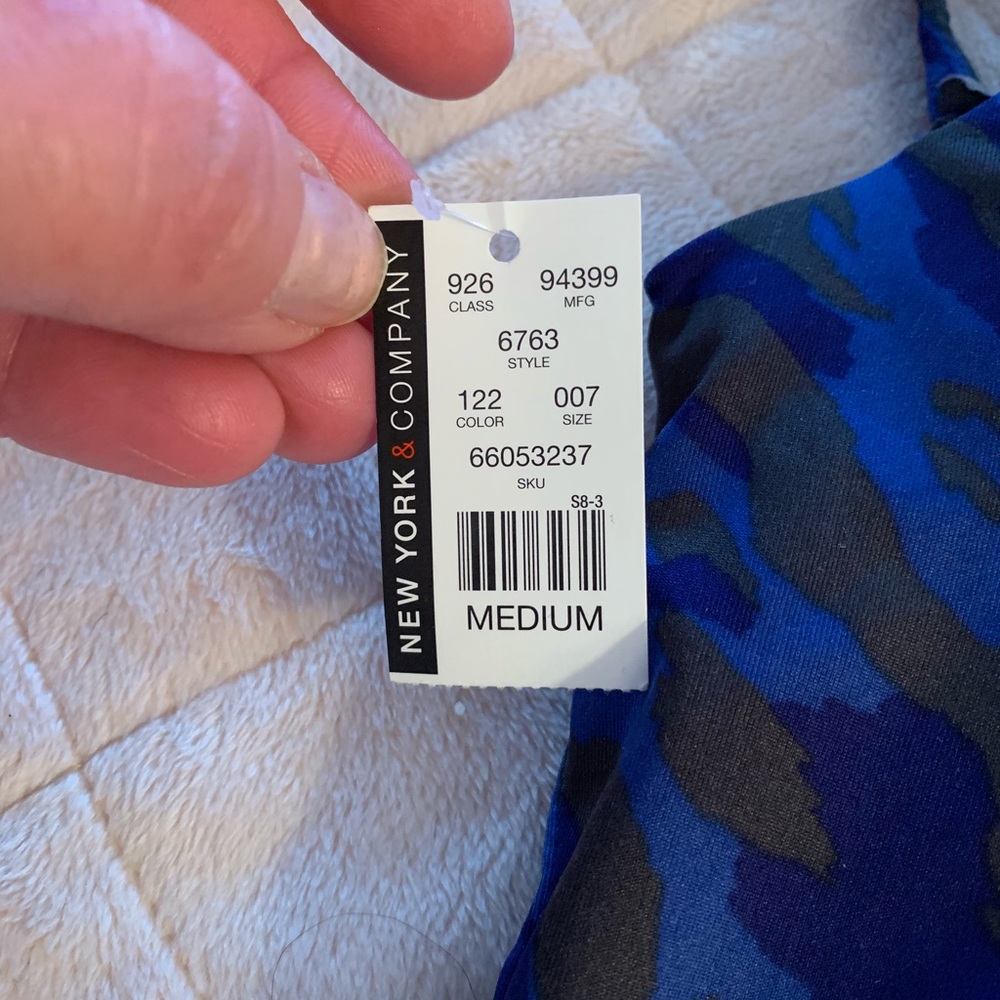 NEW YORK & COMPANY
926 94399
CLASS MFG
6763
STYLE
122 007
COLOR SIZE
66053237
SKU
S8-3
MEDIUM